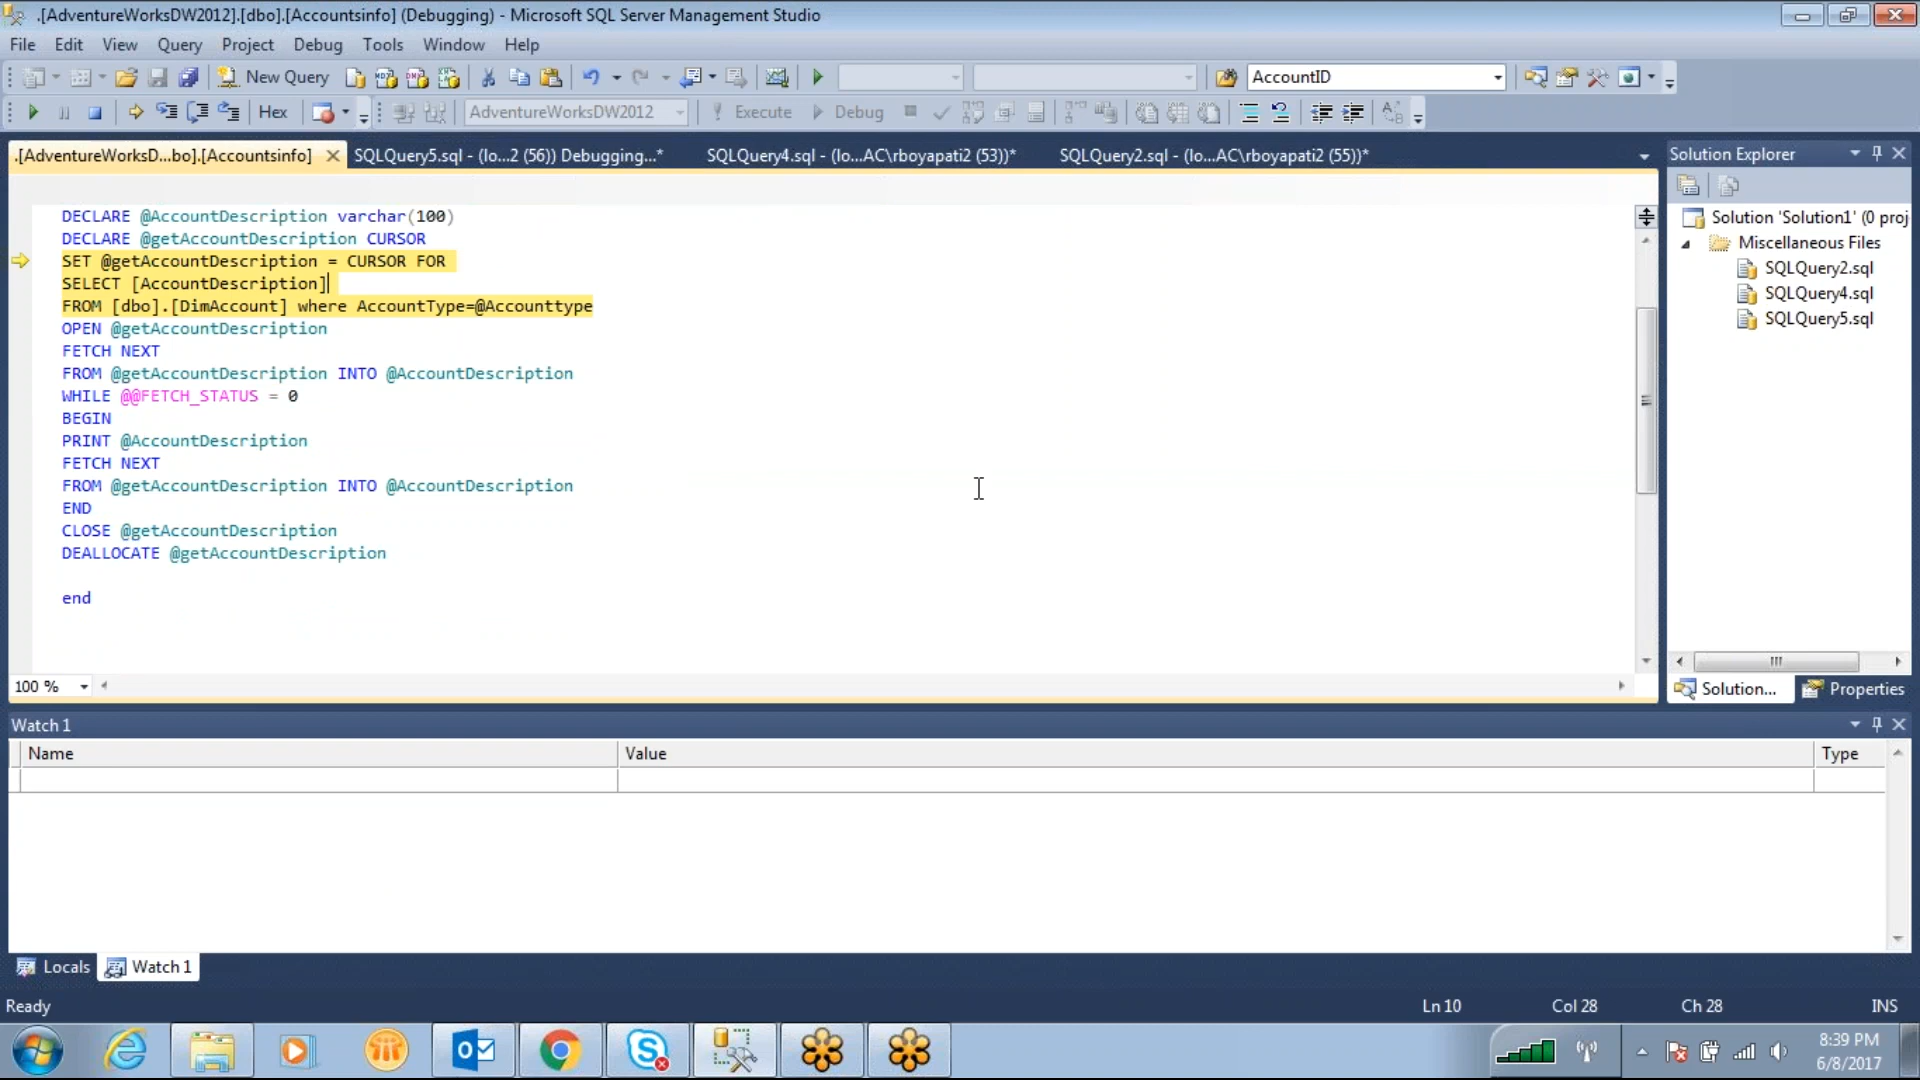 .[AdventureWorksDW2012].[dbo].[Accountsinfo] (Debugging) - Microsoft SQL Server Management Studio
File Edit View Query Project Debug Tools Window Help
New Query AccountID
Hex AdventureWorksDW2012 Execute Debug
.[AdventureWorksD...bo].[Accountsinfo] SQLQuery5.sql - (lo...2 (56)) Debugging...* SQLQuery4.sql - (lo...AC\rboyapati2 (53))* SQLQuery2.sql - (lo...AC\rboyapati2 (55))*
DECLARE @AccountDescription varchar(100)
DECLARE @getAccountDescription CURSOR
SET @getAccountDescription = CURSOR FOR
SELECT [AccountDescription]
FROM [dbo].[DimAccount] where AccountType=@Accounttype
OPEN @getAccountDescription
FETCH NEXT
FROM @getAccountDescription INTO @AccountDescription
WHILE @@FETCH_STATUS = 0
BEGIN
PRINT @AccountDescription
FETCH NEXT
FROM @getAccountDescription INTO @AccountDescription
END
CLOSE @getAccountDescription
DEALLOCATE @getAccountDescription
end
100 %
Solution Explorer
Solution 'Solution1' (0 proj
Miscellaneous Files
SQLQuery2.sql
SQLQuery4.sql
SQLQuery5.sql
Solution... Properties
Watch 1
Name Value Type
Locals Watch 1
Ready Ln 10 Col 28 Ch 28 INS
8:39 PM
6/8/2017